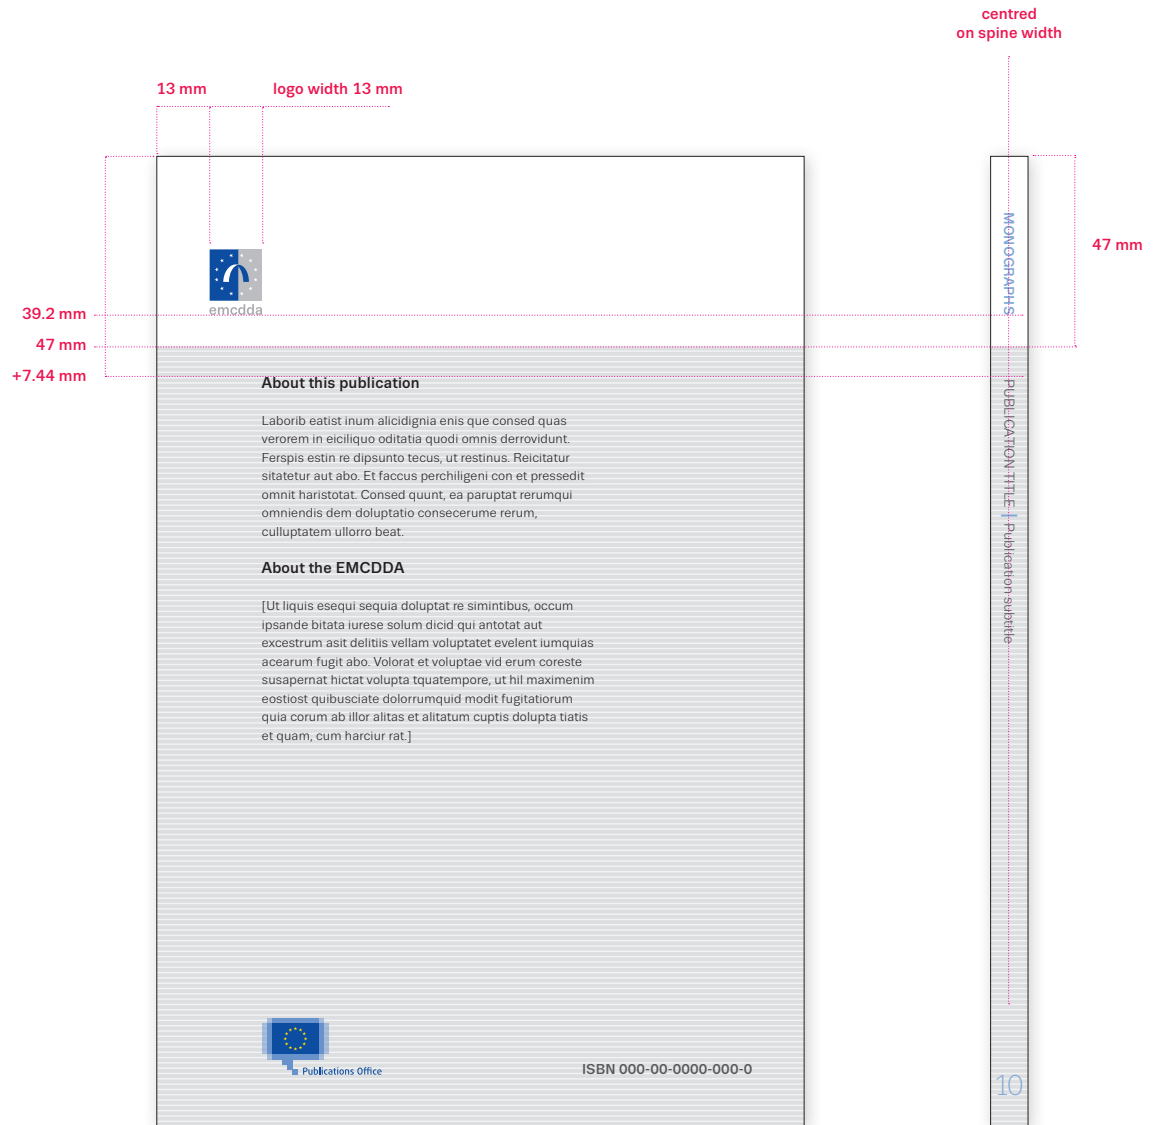 centred
on spine width
13 mm
logo width 13 mm
MONOGRAPHS
47 mm
emcdda
39.2 mm
47 mm
+7.44 mm
About this publication
Laborib eatist inum alicidignia enis que consed quas
verorem in eiciliquo oditatia quodi omnis derrovidunt.
Ferspis estin re dipsunto tecus, ut restinus. Reicitatur
sitatetur aut abo. Et faccus perchiligeni con et pressedit
omnit haristotat. Consed quunt, ea paruptat rerumqui
omniendis dem doluptatio consecerume rerum,
culluptatem ullorro beat.
PUBLICATION TITLE | Publication subtitle
About the EMCDDA
[Ut liquis esequi sequia doluptat re simintibus, occum
ipsande bitata iurese solum dicid qui antotat aut
excestrum asit delitiis vellam voluptatet evelent iumquias
acearum fugit abo. Volorat et voluptae vid erum coreste
susapernat hictat volupta tquatempore, ut hil maximenim
eostiost quibusciate dolorrumquid modit fugitatiorum
quia corum ab illor alitas et alitatum cuptis dolupta tiatis
et quam, cum harciur rat.]
Publications Office
ISBN 000-00-0000-000-0
10